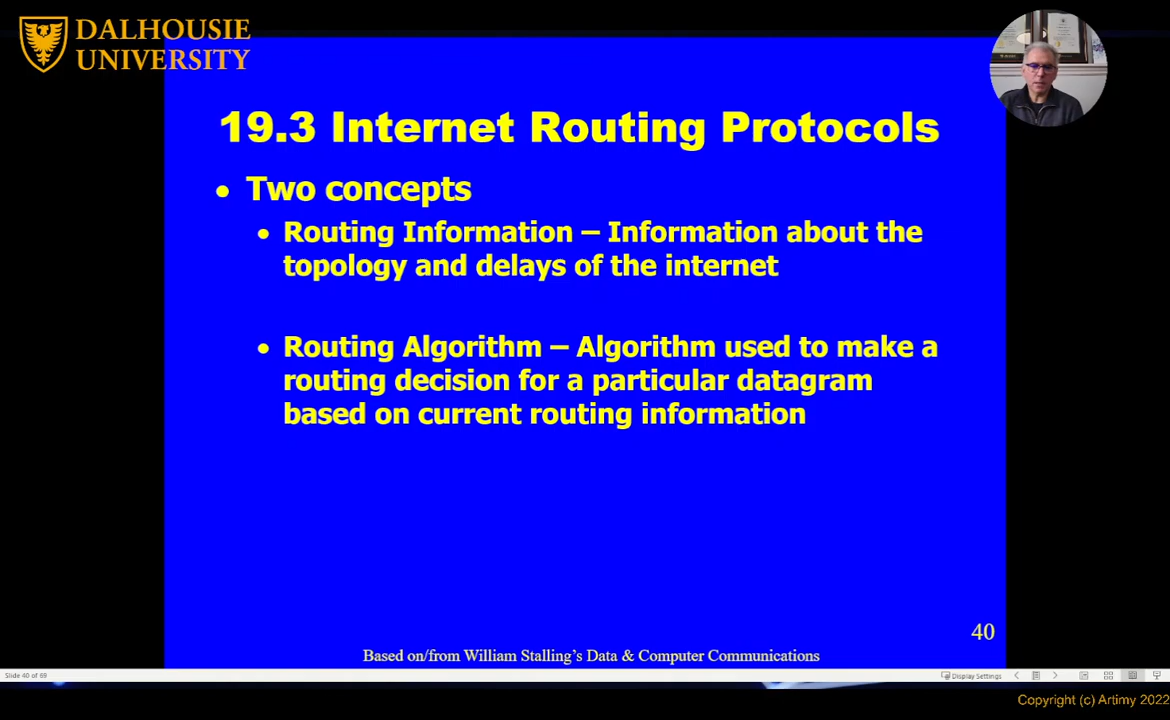 DALHOUSIE
UNIVERSITY
19.3 Internet Routing Protocols
• Two concepts
• Routing Information – Information about the
topology and delays of the internet
• Routing Algorithm – Algorithm used to make a
routing decision for a particular datagram
based on current routing information
40
Based on/from William Stalling's Data & Computer Communications
Slide 40 of 69
Display Settings
Copyright (c) Artimy 2022